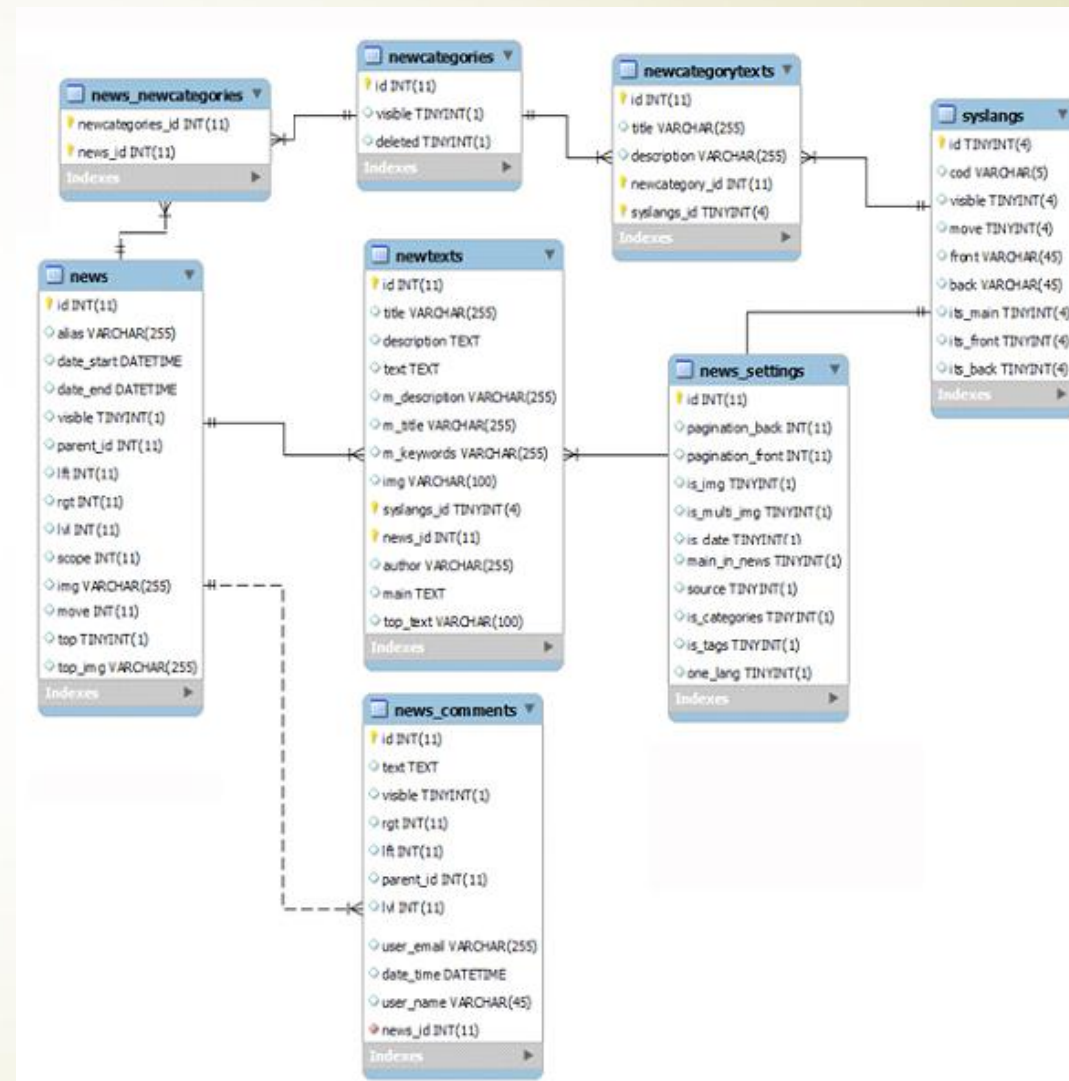 news_newcategories
newcategories_id INT(11)
news_id INT(11)
Indexes
newcategories
id INT(11)
visible TINYINT(1)
deleted TINYINT(1)
Indexes
newcategorytexts
id INT(11)
title VARCHAR(255)
description VARCHAR(255)
newcategory_id INT(11)
syslangs_id TINYINT(4)
Indexes
syslangs
id TINYINT(4)
cod VARCHAR(5)
visible TINYINT(4)
move TINYINT(4)
front VARCHAR(45)
back VARCHAR(45)
its_main TINYINT(4)
its_front TINYINT(4)
its_back TINYINT(4)
Indexes
news
id INT(11)
alias VARCHAR(255)
date_start DATETIME
date_end DATETIME
visible TINYINT(1)
parent_id INT(11)
lft INT(11)
rgt INT(11)
lvl INT(11)
scope INT(11)
img VARCHAR(255)
move INT(11)
top TINYINT(1)
top_img VARCHAR(255)
Indexes
newtexts
id INT(11)
title VARCHAR(255)
description TEXT
text TEXT
m_description VARCHAR(255)
m_title VARCHAR(255)
m_keywords VARCHAR(255)
img VARCHAR(100)
syslangs_id TINYINT(4)
news_id INT(11)
author VARCHAR(255)
main TEXT
top_text VARCHAR(100)
Indexes
news_settings
id INT(11)
pagination_back INT(11)
pagination_front INT(11)
is_img TINYINT(1)
is_multi_img TINYINT(1)
is_date TINYINT(1)
main_in_news TINYINT(1)
source TINYINT(1)
is_categories TINYINT(1)
is_tags TINYINT(1)
one_lang TINYINT(1)
Indexes
news_comments
id INT(11)
text TEXT
visible TINYINT(1)
rgt INT(11)
lft INT(11)
parent_id INT(11)
lvl INT(11)
user_email VARCHAR(255)
date_time DATETIME
user_name VARCHAR(45)
news_id INT(11)
Indexes